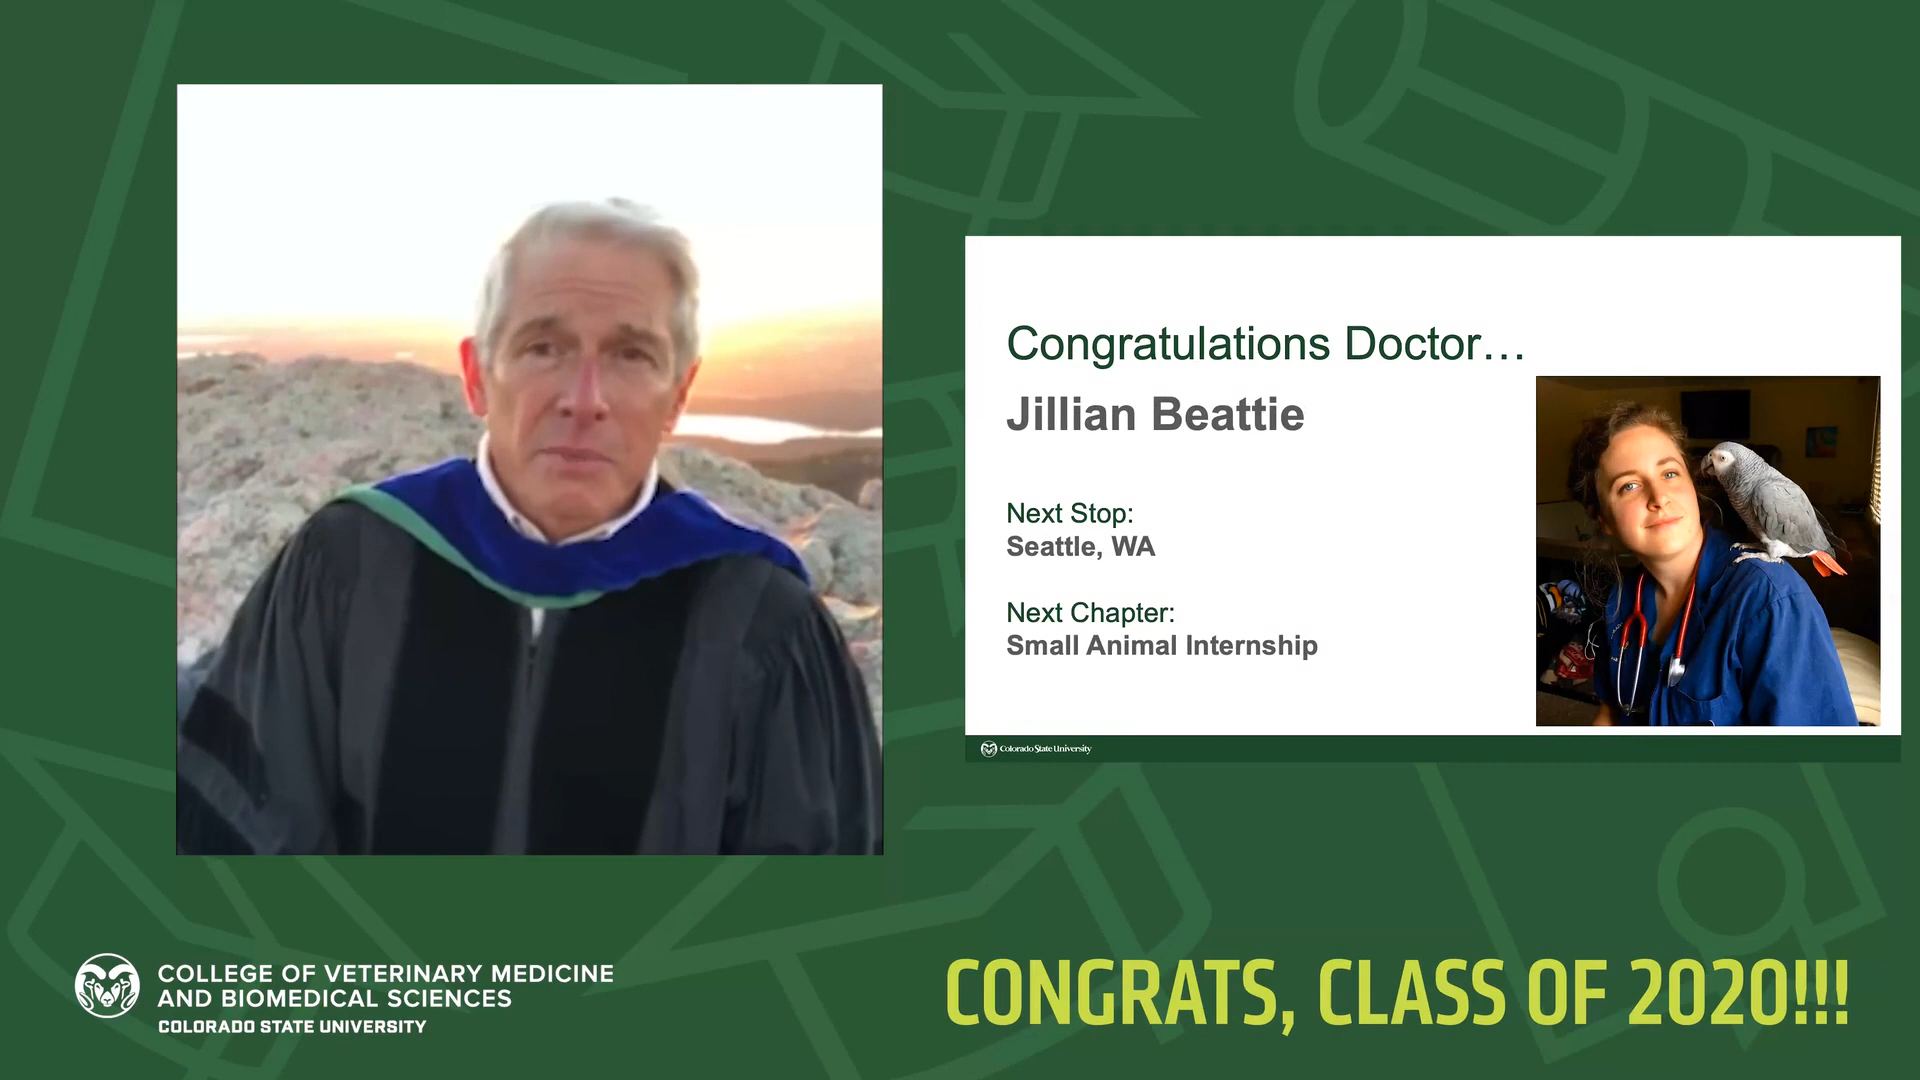 Congratulations Doctor…
Jillian Beattie
Next Stop:
Seattle, WA
Next Chapter:
Small Animal Internship
Colorado State University
COLLEGE OF VETERINARY MEDICINE
AND BIOMEDICAL SCIENCES
COLORADO STATE UNIVERSITY
CONGRATS, CLASS OF 2020!!!